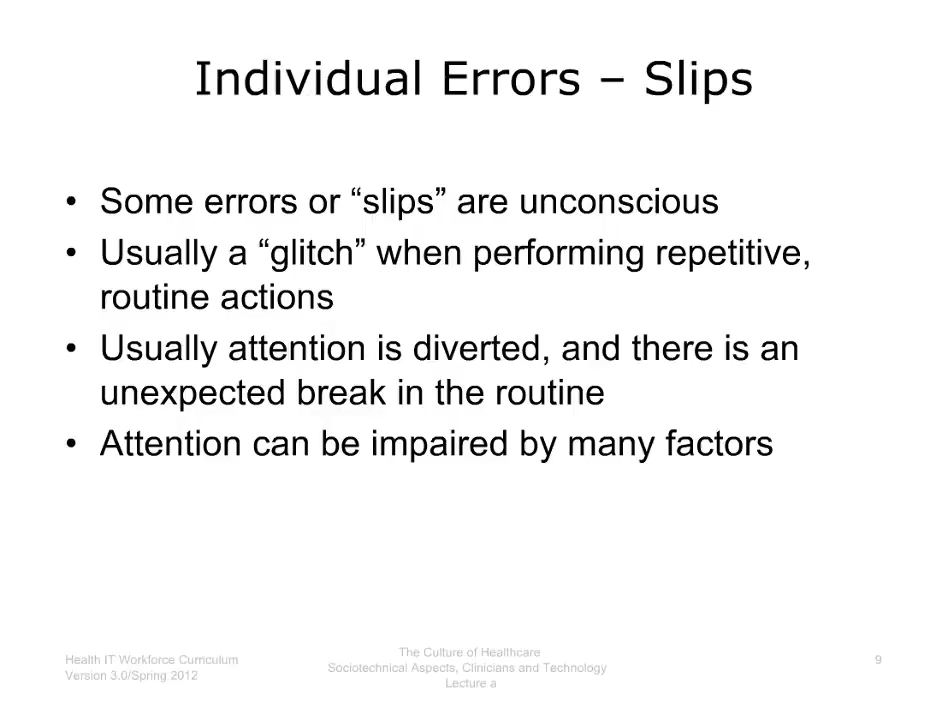 Individual Errors – Slips
• Some errors or “slips” are unconscious
• Usually a “glitch” when performing repetitive,
routine actions
• Usually attention is diverted, and there is an
unexpected break in the routine
• Attention can be impaired by many factors
Health IT Workforce Curriculum
Version 3.0/Spring 2012
The Culture of Healthcare
Sociotechnical Aspects, Clinicians and Technology
Lecture a
9